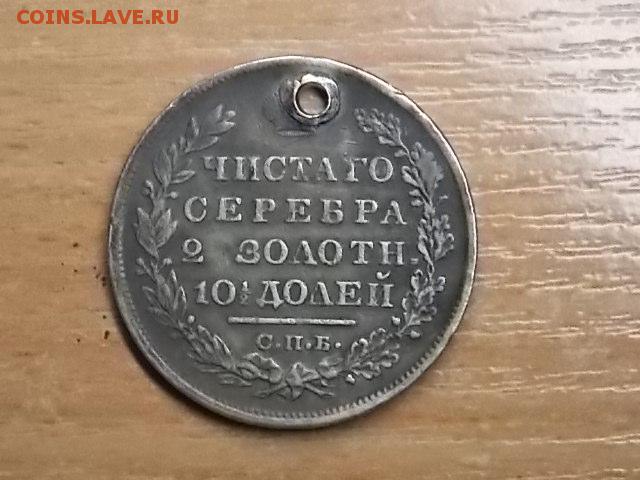 COINS.LAVE.RU
ЧИСТАГО
СЕРЕБРА
2 ЗОЛОТН.
10½ ДОЛЕЙ
С.П.Б.